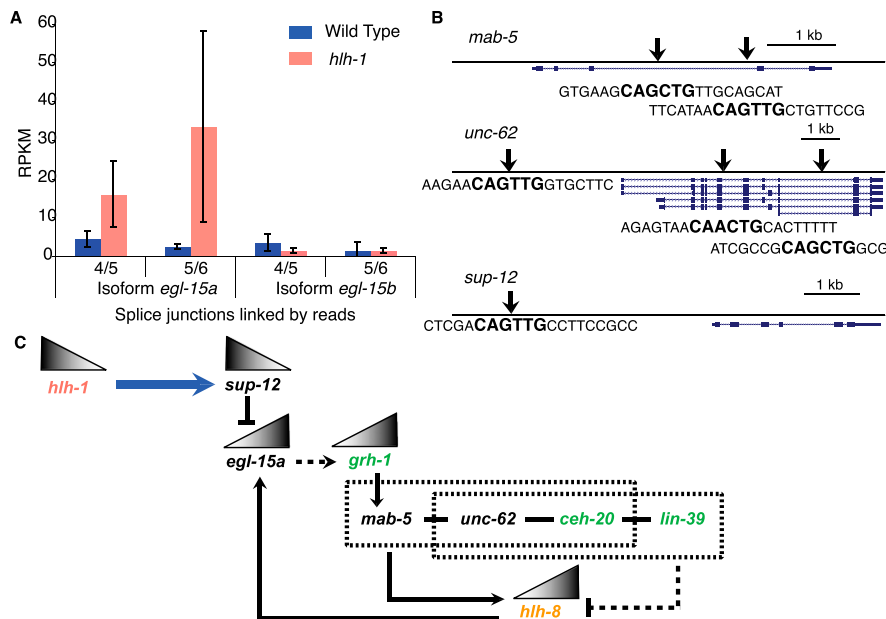 A
60
50
40
30
20
10
0
RPKM
Wild Type
hlh-1
4/5
5/6
4/5
5/6
Isoform egl-15a
Isoform egl-15b
Splice junctions linked by reads
B
mab-5
1 kb
GTGAAGCAGCTGTTGCAGCAT
TTCATAACAGTTGCTGTTCCG
unc-62
1 kb
AAGAACAGTTGGTGCTTC
AGAGTAACAACTGCACTTTTT
ATCGCCGCAGCTGGCG
sup-12
1 kb
CTCGACAGTTGCCTTCCGCC
C
hlh-1
sup-12
egl-15a
grh-1
mab-5
unc-62
ceh-20
lin-39
hlh-8